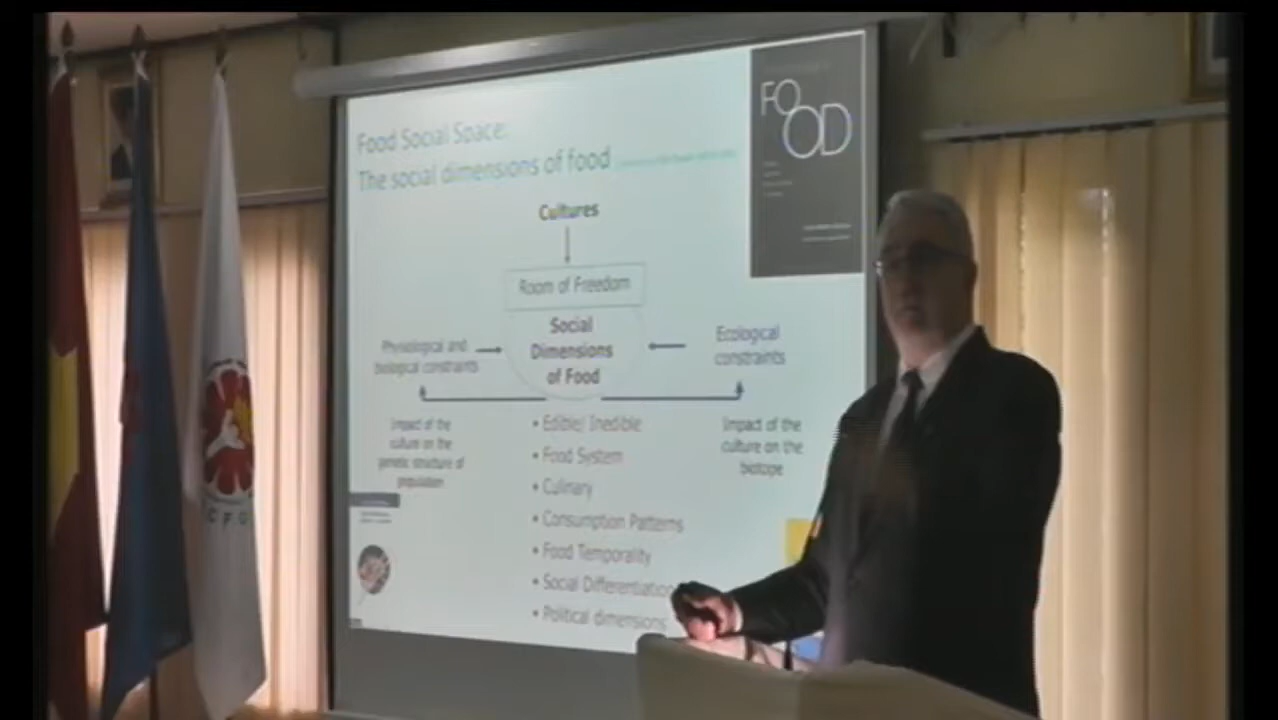 Food Social Space:
The social dimensions of food
FOOD
Cultures
Room of Freedom
Social
Dimensions
of Food
Physiological and
biological constraints
Ecological
constraints
Impact of the
culture on the
genetic structure of
population
Impact of the
culture on the
biotope
• Edible/ Inedible
• Food System
• Culinary
• Consumption Patterns
• Food Temporality
• Social Differentiation
• Political dimensions